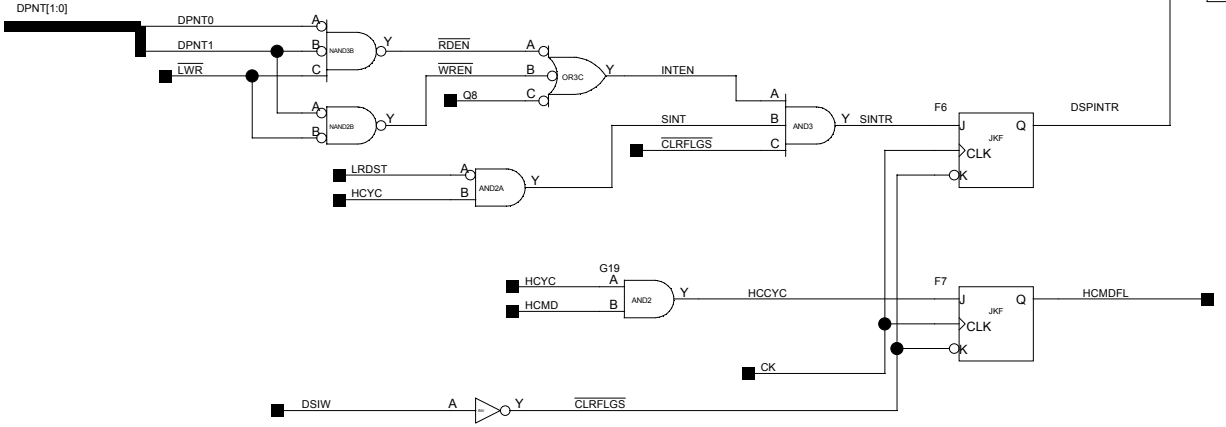 DPNT[1:0]
DPNT0 A
DPNT1 B NAND3B Y RDEN A
LWR C WREN B OR3C Y INTEN
Q8 C
A NAND2B Y
B
A
SINT B AND3 Y SINTR
CLRFLGS C
F6
J JKF Q DSPINTR
CLK
K
LRDST A
HCYC B AND2A Y
G19
HCYC A
HCMD B AND2 Y HCCYC
F7
J JKF Q HCMDFL
CLK
K
CK
DSIW A Y CLRFLGS